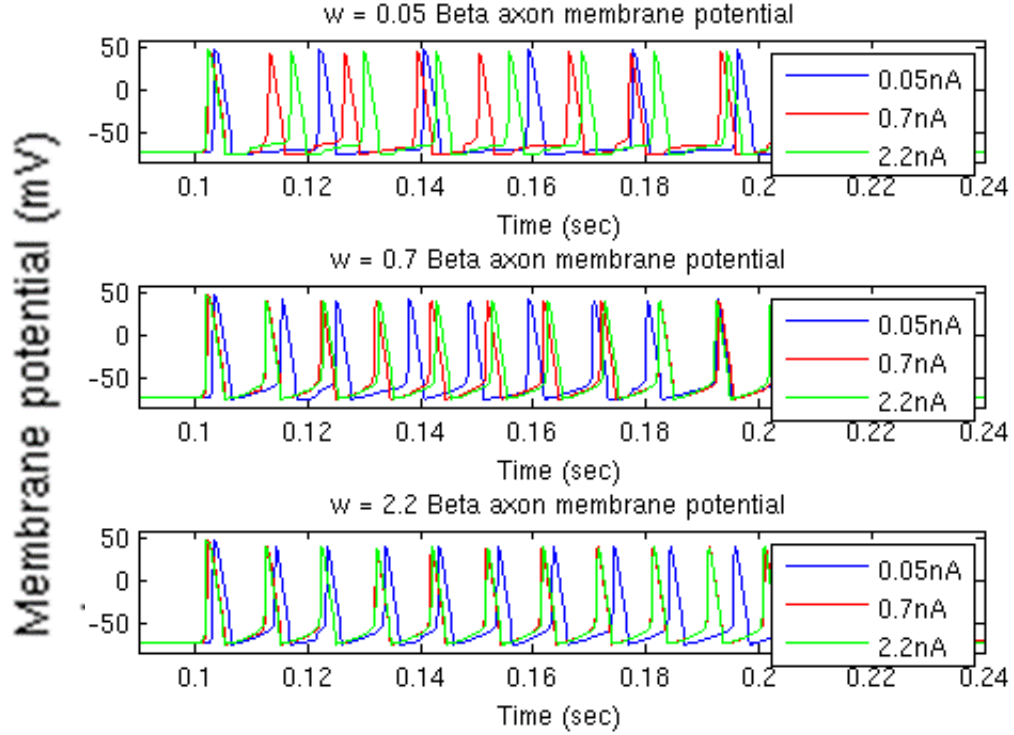 Membrane potential (mV)
w = 0.05 Beta axon membrane potential
50
0
-50
0.05nA
0.7nA
2.2nA
0.1 0.12 0.14 0.16 0.18 0.2 0.22 0.24
Time (sec)
w = 0.7 Beta axon membrane potential
50
0
-50
0.05nA
0.7nA
2.2nA
0.1 0.12 0.14 0.16 0.18 0.2 0.22 0.24
Time (sec)
w = 2.2 Beta axon membrane potential
50
0
-50
0.05nA
0.7nA
2.2nA
0.1 0.12 0.14 0.16 0.18 0.2 0.22 0.24
Time (sec)